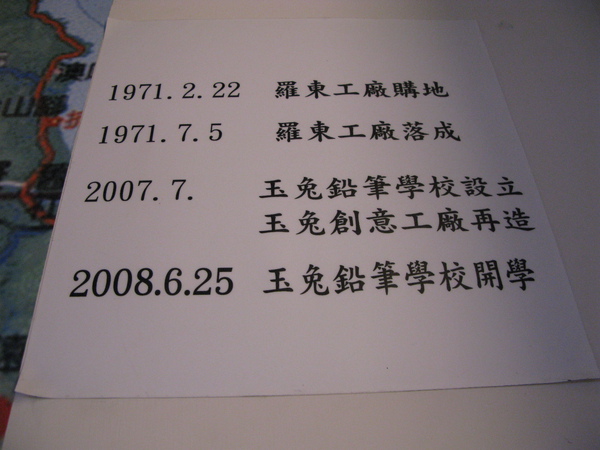 1971.2.22 羅東工廠購地
1971.7.5 羅東工廠落成
2007.7. 玉兔鉛筆學校設立
玉兔創意工廠再造
2008.6.25 玉兔鉛筆學校開學
山